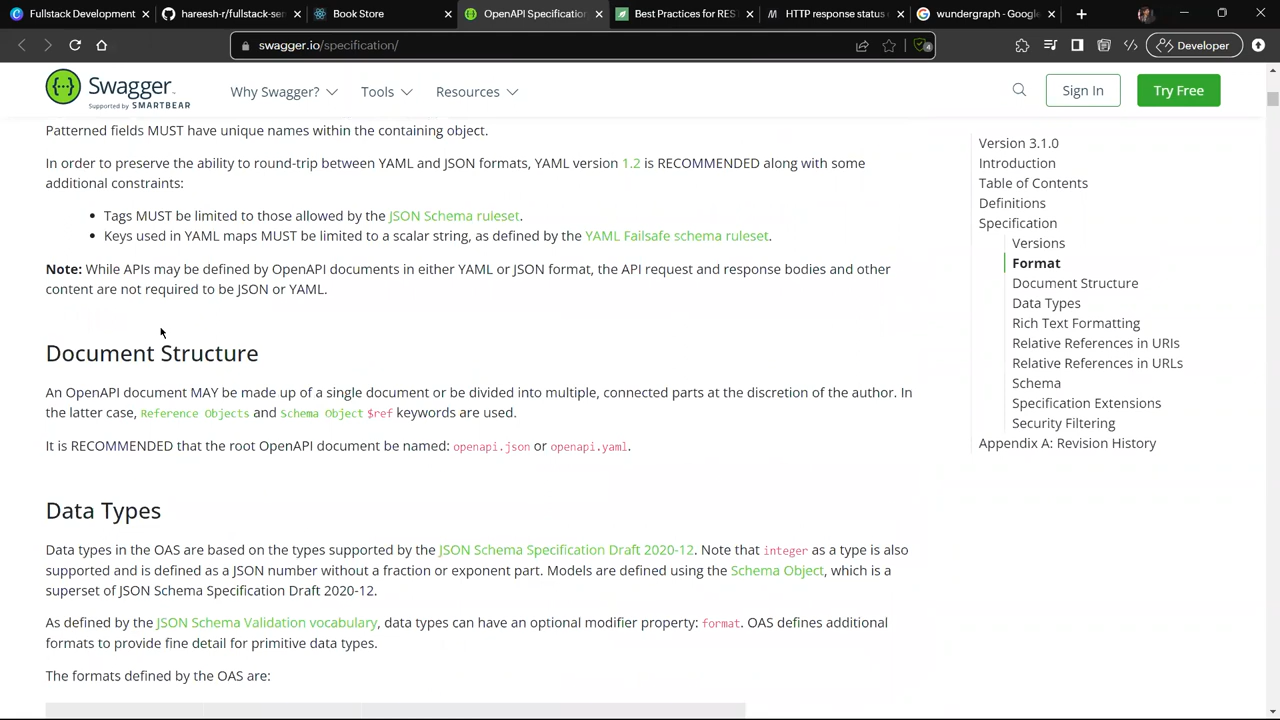 Fullstack Development
hareesh-r/fullstack-ser
Book Store
OpenAPI Specification
Best Practices for REST
HTTP response status
wundergraph - Google
swagger.io/specification/
4
Developer
Swagger
Supported by SMARTBEAR
Why Swagger?
Tools
Resources
Sign In
Try Free
Patterned fields MUST have unique names within the containing object.
In order to preserve the ability to round-trip between YAML and JSON formats, YAML version 1.2 is RECOMMENDED along with some
additional constraints:
• Tags MUST be limited to those allowed by the JSON Schema ruleset.
• Keys used in YAML maps MUST be limited to a scalar string, as defined by the YAML Failsafe schema ruleset.
Note: While APIs may be defined by OpenAPI documents in either YAML or JSON format, the API request and response bodies and other
content are not required to be JSON or YAML.
Document Structure
An OpenAPI document MAY be made up of a single document or be divided into multiple, connected parts at the discretion of the author. In
the latter case, Reference Objects and Schema Object $ref keywords are used.
It is RECOMMENDED that the root OpenAPI document be named: openapi.json or openapi.yaml.
Data Types
Data types in the OAS are based on the types supported by the JSON Schema Specification Draft 2020-12. Note that integer as a type is also
supported and is defined as a JSON number without a fraction or exponent part. Models are defined using the Schema Object, which is a
superset of JSON Schema Specification Draft 2020-12.
As defined by the JSON Schema Validation vocabulary, data types can have an optional modifier property: format. OAS defines additional
formats to provide fine detail for primitive data types.
The formats defined by the OAS are:
Version 3.1.0
Introduction
Table of Contents
Definitions
Specification
Versions
Format
Document Structure
Data Types
Rich Text Formatting
Relative References in URIs
Relative References in URLs
Schema
Specification Extensions
Security Filtering
Appendix A: Revision History